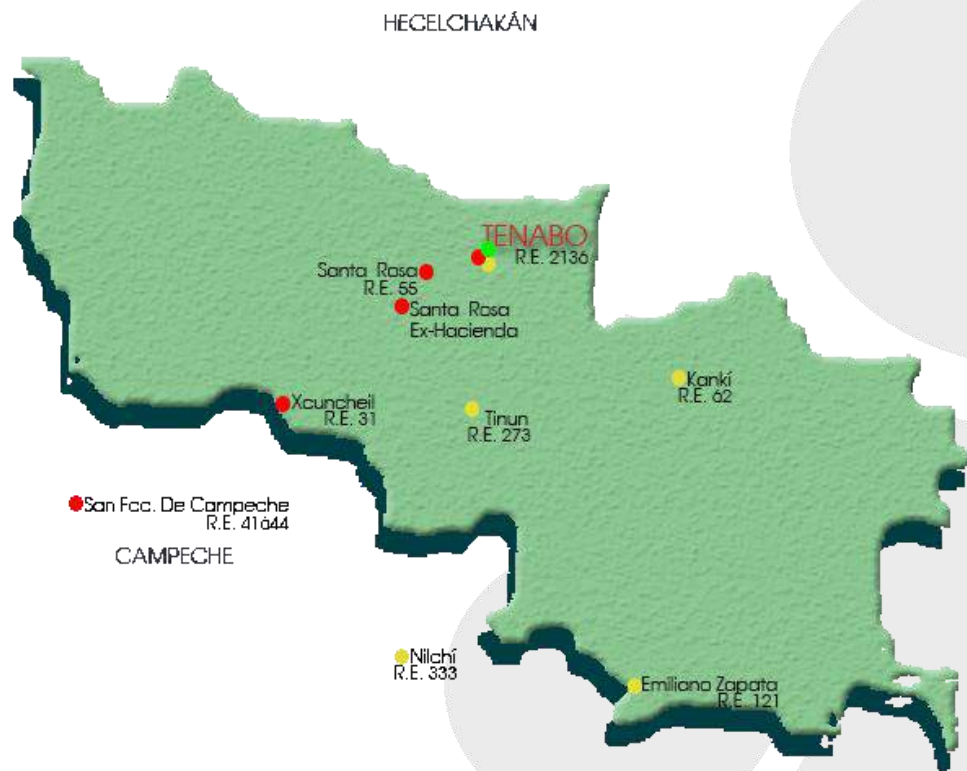 HECELCHAKÁN
TENABO
R.E. 2136
Santa Rosa
R.E. 55
Santa Rosa
Ex-Hacienda
Kankí
R.E. 62
Xcuncheil
R.E. 31
Tinun
R.E. 273
San Fco. De Campeche
R.E. 41644
CAMPECHE
Nilchí
R.E. 333
Emiliano Zapata
R.E. 121